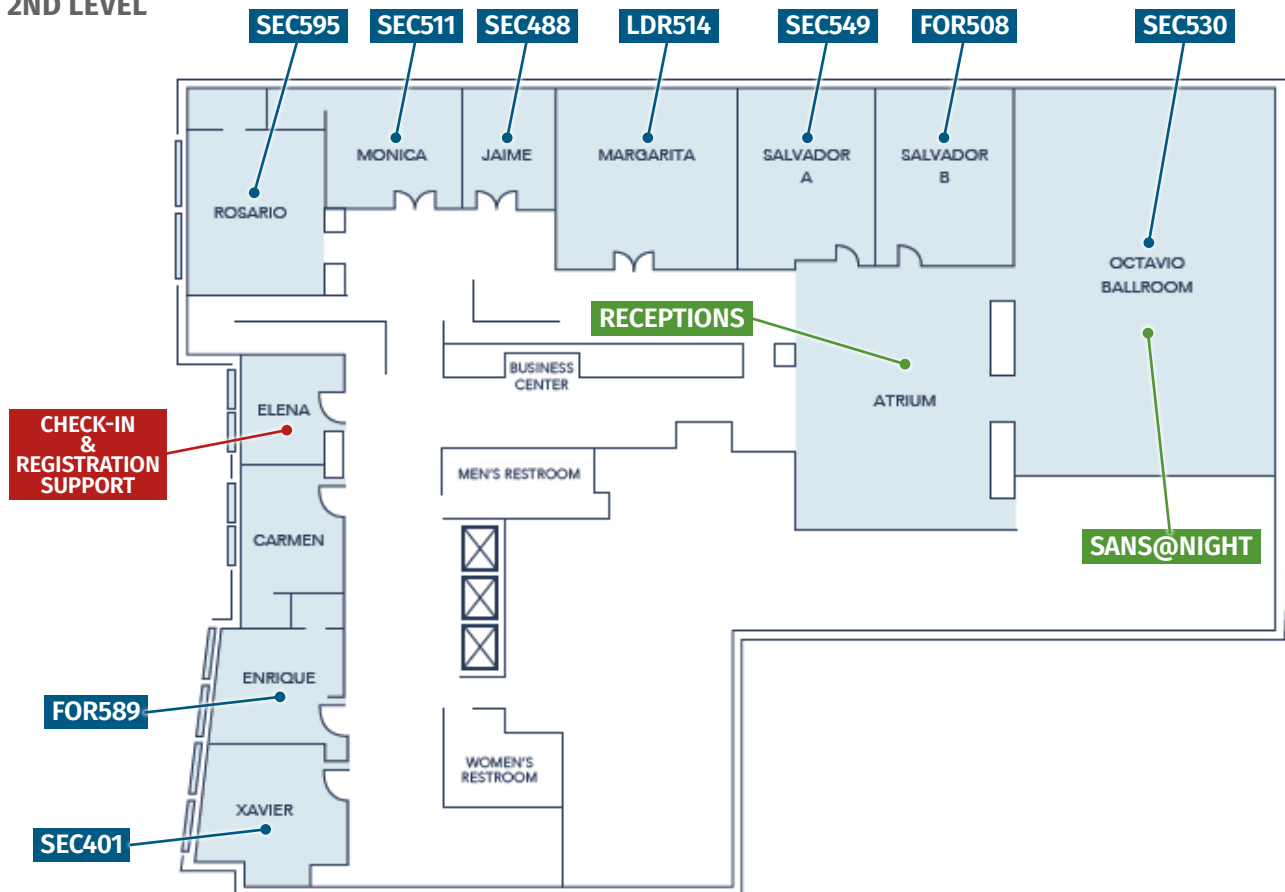 2ND LEVEL
SEC595
SEC511
SEC488
LDR514
SEC549
FOR508
SEC530
MONICA
JAIME
MARGARITA
SALVADOR
A
SALVADOR
B
ROSARIO
OCTAVIO
BALLROOM
RECEPTIONS
BUSINESS
CENTER
ATRIUM
ELENA
CHECK-IN
&
REGISTRATION
SUPPORT
MEN'S RESTROOM
CARMEN
SANS@NIGHT
ENRIQUE
FOR589
WOMEN'S
RESTROOM
XAVIER
SEC401